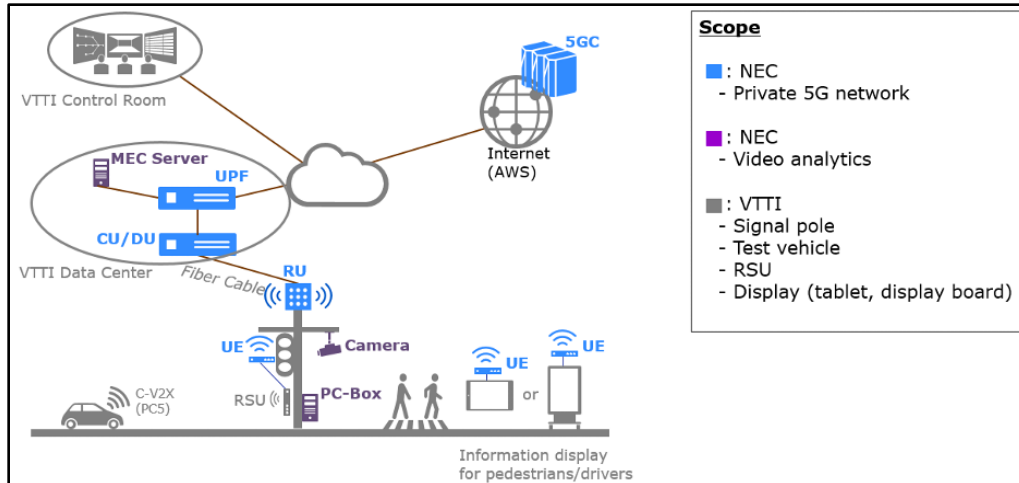 5GC
VTTI Control Room
Internet
(AWS)
MEC Server
UPF
CU/DU
VTTI Data Center
Fiber Cable
RU
UE
Camera
UE
UE
C-V2X
(PC5)
RSU
PC-Box
or
Information display
for pedestrians/drivers
Scope
: NEC
- Private 5G network
: NEC
- Video analytics
: VTTI
- Signal pole
- Test vehicle
- RSU
- Display (tablet, display board)